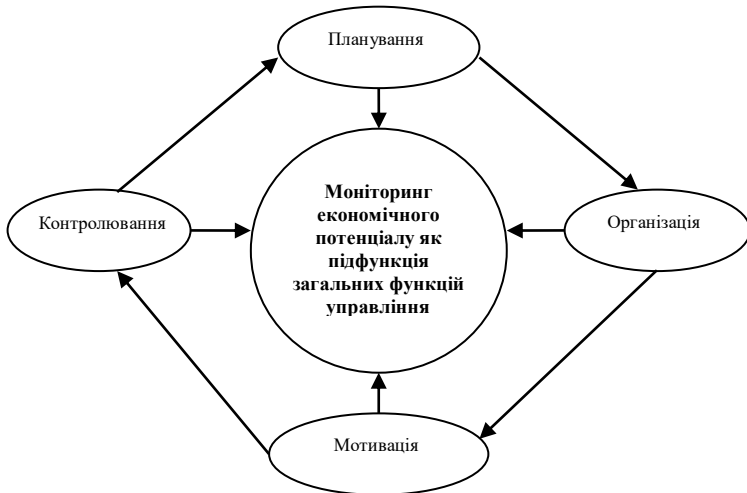 Планування
Контролювання
Моніторинг
економічного
потенціалу як
підфункція
загальних функцій
управління
Організація
Мотивація